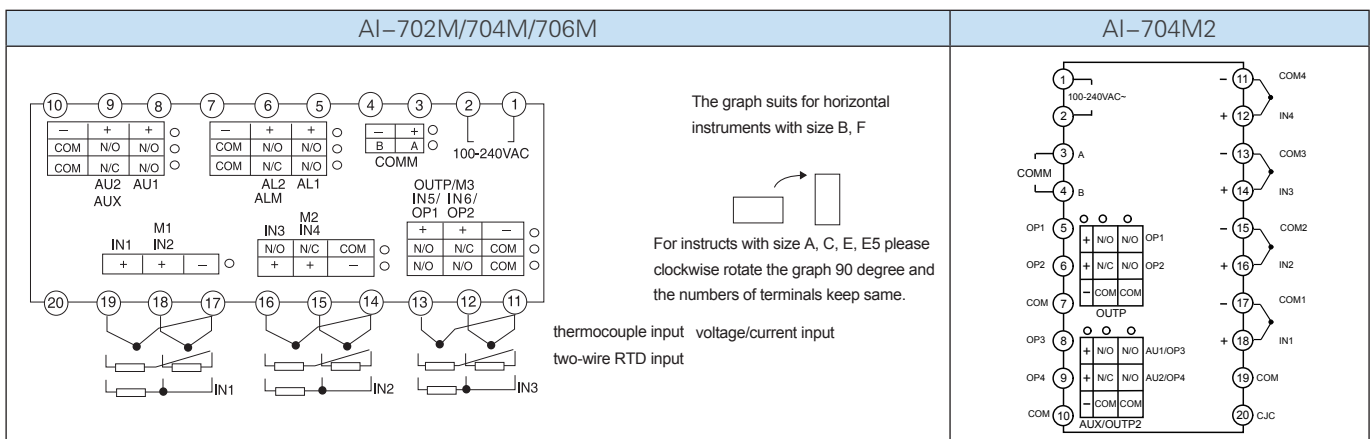 AI–702M/704M/706M
AI–704M2
10 9 8 7 6 5 4 3 2 1
– + +
COM N/O N/O
COM N/C N/O
AU2 AU1
AUX
– + +
COM N/O N/O
COM N/C N/O
AL2 AL1
ALM
– +
B A
COMM
100-240VAC
OUTP/M3
IN5/ IN6/
OP1 OP2
+ + –
N/O N/C COM
N/O N/O COM
M1
IN1 IN2
+ + –
M2
IN3 IN4
N/O N/C COM
+ + –
20 19 18 17 16 15 14 13 12 11
IN1
IN2
IN3
thermocouple input voltage/current input
two-wire RTD input
The graph suits for horizontal
instruments with size B, F
For instructs with size A, C, E, E5 please
clockwise rotate the graph 90 degree and
the numbers of terminals keep same.
1
100-240VAC~
2
3 A
COMM
4 B
OP1 5 + N/O N/O OP1
OP2 6 + N/C N/O OP2
COM 7 – COM COM
OUTP
OP3 8 + N/O N/O AU1/OP3
OP4 9 + N/C N/O AU2/OP4
COM 10 – COM COM
AUX/OUTP2
– 11 COM4
+ 12 IN4
– 13 COM3
+ 14 IN3
– 15 COM2
+ 16 IN2
– 17 COM1
+ 18 IN1
19 COM
20 CJC